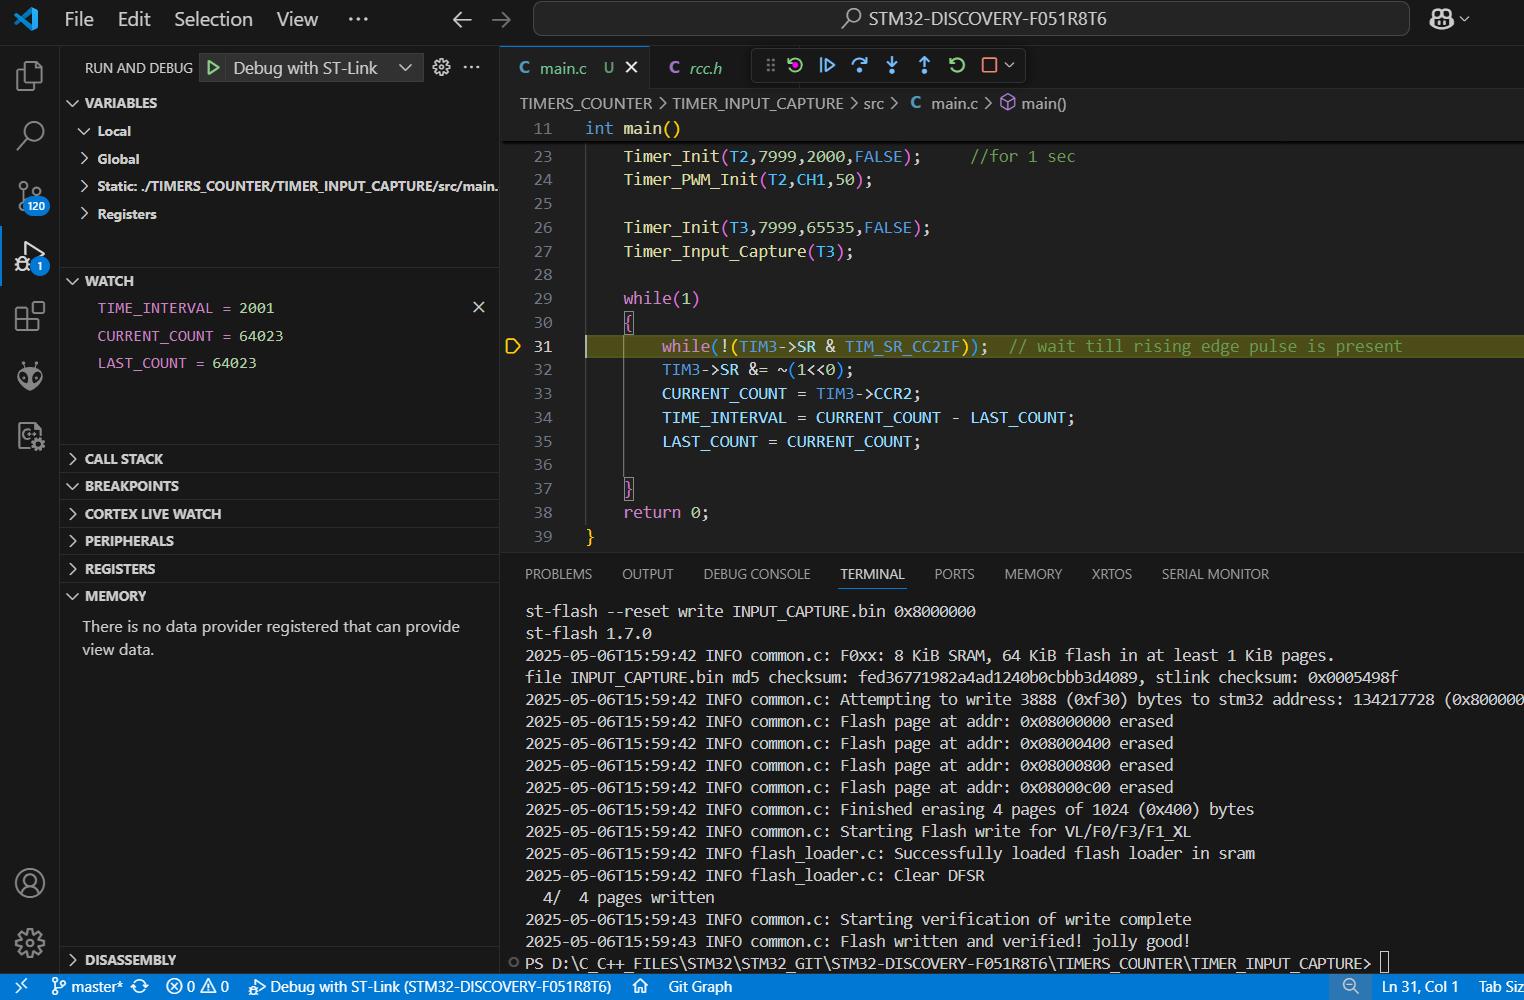 File Edit Selection View ··· STM32-DISCOVERY-F051R8T6
RUN AND DEBUG Debug with ST-Link ···
VARIABLES
Local
Global
Static: ./TIMERS_COUNTER/TIMER_INPUT_CAPTURE/src/main.
Registers
WATCH
TIME_INTERVAL = 2001
CURRENT_COUNT = 64023
LAST_COUNT = 64023
CALL STACK
BREAKPOINTS
CORTEX LIVE WATCH
PERIPHERALS
REGISTERS
MEMORY
There is no data provider registered that can provide
view data.
DISASSEMBLY
120
1
C main.c U
C rcc.h
TIMERS_COUNTER > TIMER_INPUT_CAPTURE > src > C main.c > main()
11 int main()
23 Timer_Init(T2,7999,2000,FALSE); //for 1 sec
24 Timer_PWM_Init(T2,CH1,50);
25
26 Timer_Init(T3,7999,65535,FALSE);
27 Timer_Input_Capture(T3);
28
29 while(1)
30 {
31 while(!(TIM3->SR & TIM_SR_CC2IF)); // wait till rising edge pulse is present
32 TIM3->SR &= ~(1<<0);
33 CURRENT_COUNT = TIM3->CCR2;
34 TIME_INTERVAL = CURRENT_COUNT - LAST_COUNT;
35 LAST_COUNT = CURRENT_COUNT;
36
37 }
38 return 0;
39 }
PROBLEMS OUTPUT DEBUG CONSOLE TERMINAL PORTS MEMORY XRTOS SERIAL MONITOR
st-flash --reset write INPUT_CAPTURE.bin 0x8000000
st-flash 1.7.0
2025-05-06T15:59:42 INFO common.c: F0xx: 8 KiB SRAM, 64 KiB flash in at least 1 KiB pages.
file INPUT_CAPTURE.bin md5 checksum: fed36771982a4ad1240b0cbbb3d4089, stlink checksum: 0x0005498f
2025-05-06T15:59:42 INFO common.c: Attempting to write 3888 (0xf30) bytes to stm32 address: 134217728 (0x800000
2025-05-06T15:59:42 INFO common.c: Flash page at addr: 0x08000000 erased
2025-05-06T15:59:42 INFO common.c: Flash page at addr: 0x08000400 erased
2025-05-06T15:59:42 INFO common.c: Flash page at addr: 0x08000800 erased
2025-05-06T15:59:42 INFO common.c: Flash page at addr: 0x08000c00 erased
2025-05-06T15:59:42 INFO common.c: Finished erasing 4 pages of 1024 (0x400) bytes
2025-05-06T15:59:42 INFO common.c: Starting Flash write for VL/F0/F3/F1_XL
2025-05-06T15:59:42 INFO flash_loader.c: Successfully loaded flash loader in sram
2025-05-06T15:59:42 INFO flash_loader.c: Clear DFSR
4/ 4 pages written
2025-05-06T15:59:43 INFO common.c: Starting verification of write complete
2025-05-06T15:59:43 INFO common.c: Flash written and verified! jolly good!
PS D:\C_C++_FILES\STM32\STM32_GIT\STM32-DISCOVERY-F051R8T6\TIMERS_COUNTER\TIMER_INPUT_CAPTURE>
master* 0 0 Debug with ST-Link (STM32-DISCOVERY-F051R8T6) Git Graph Ln 31, Col 1 Tab Siz